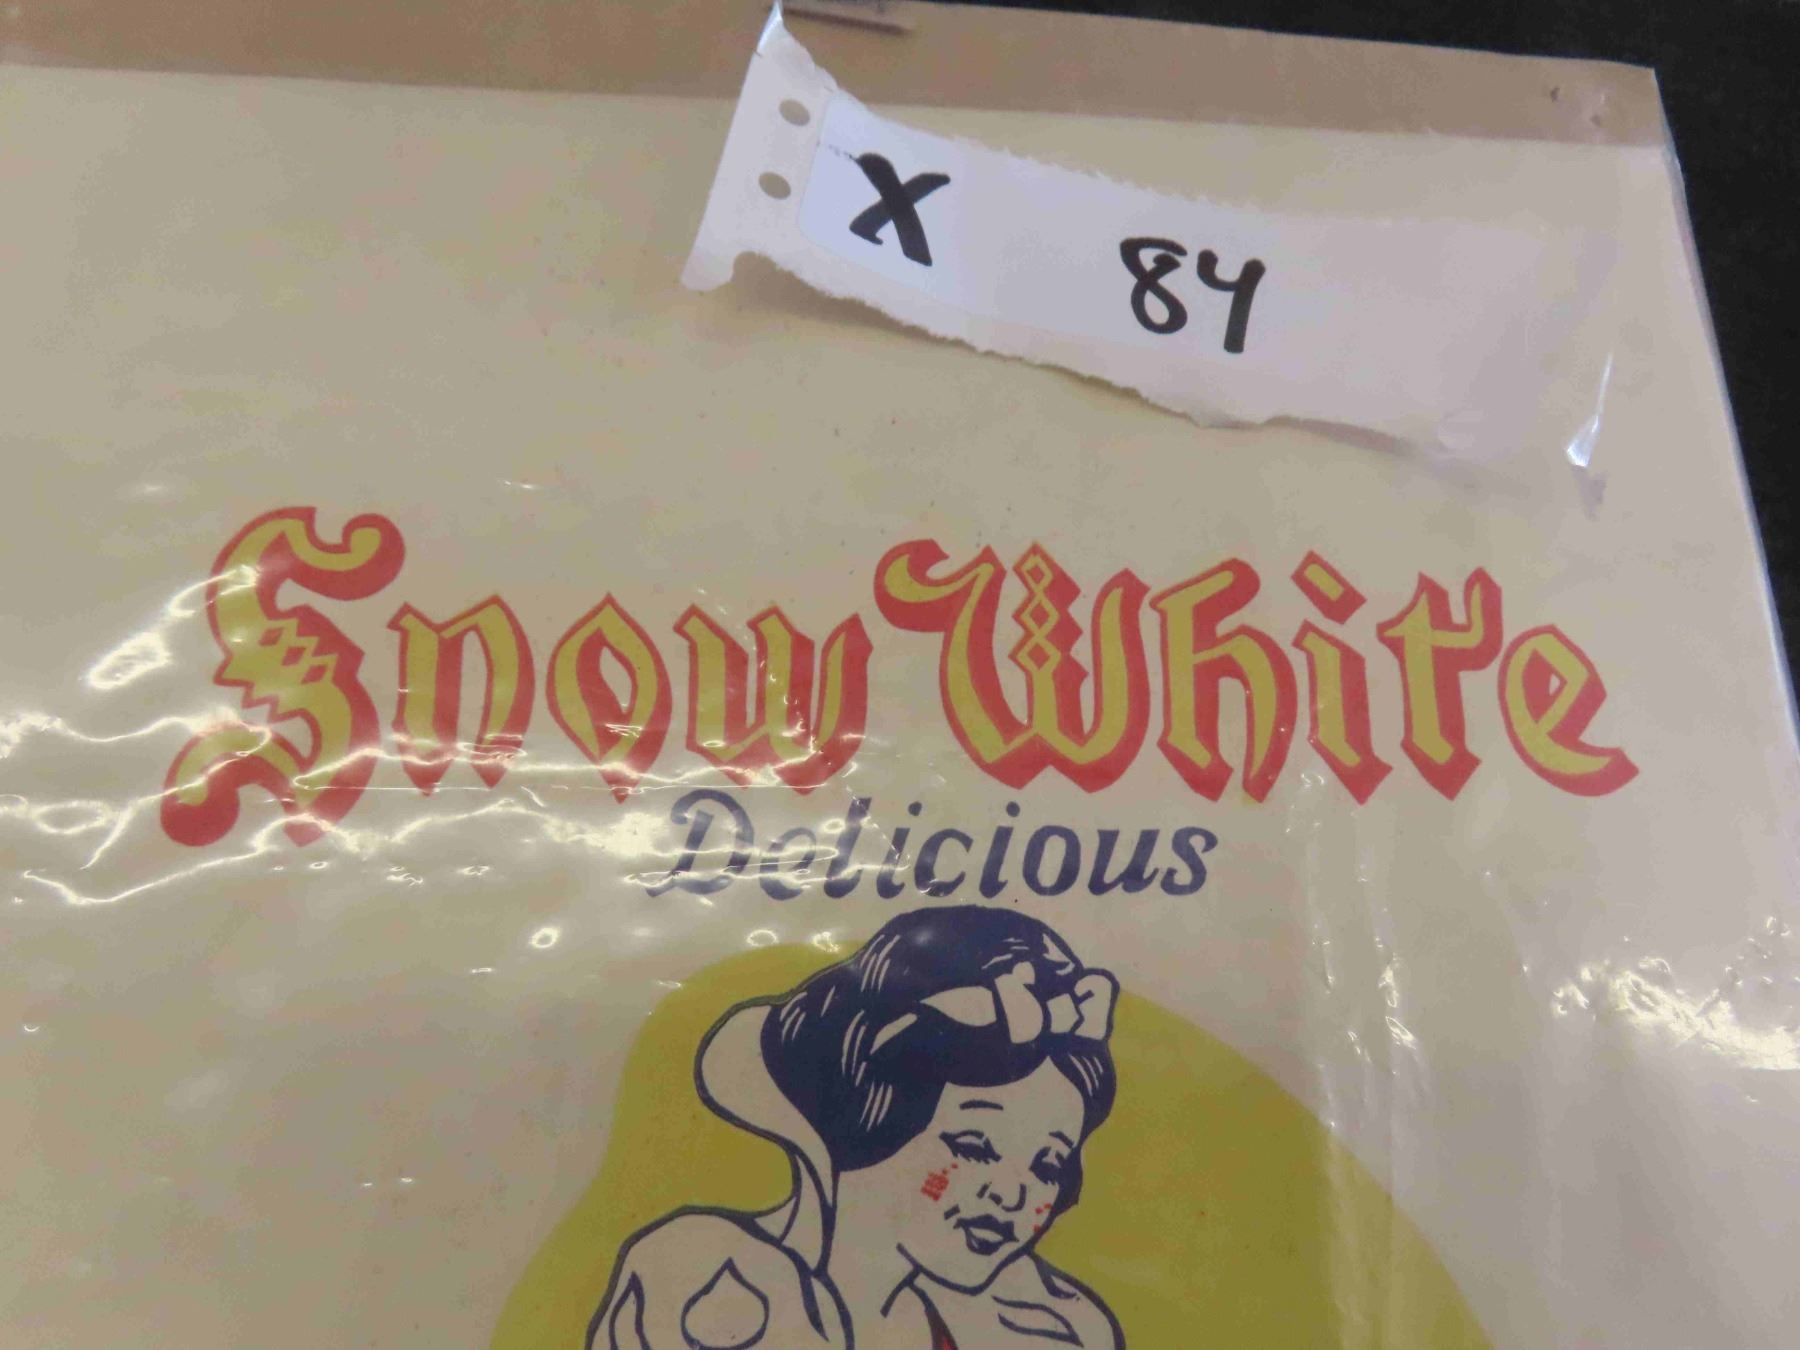 X 84
Snow White
Delicious